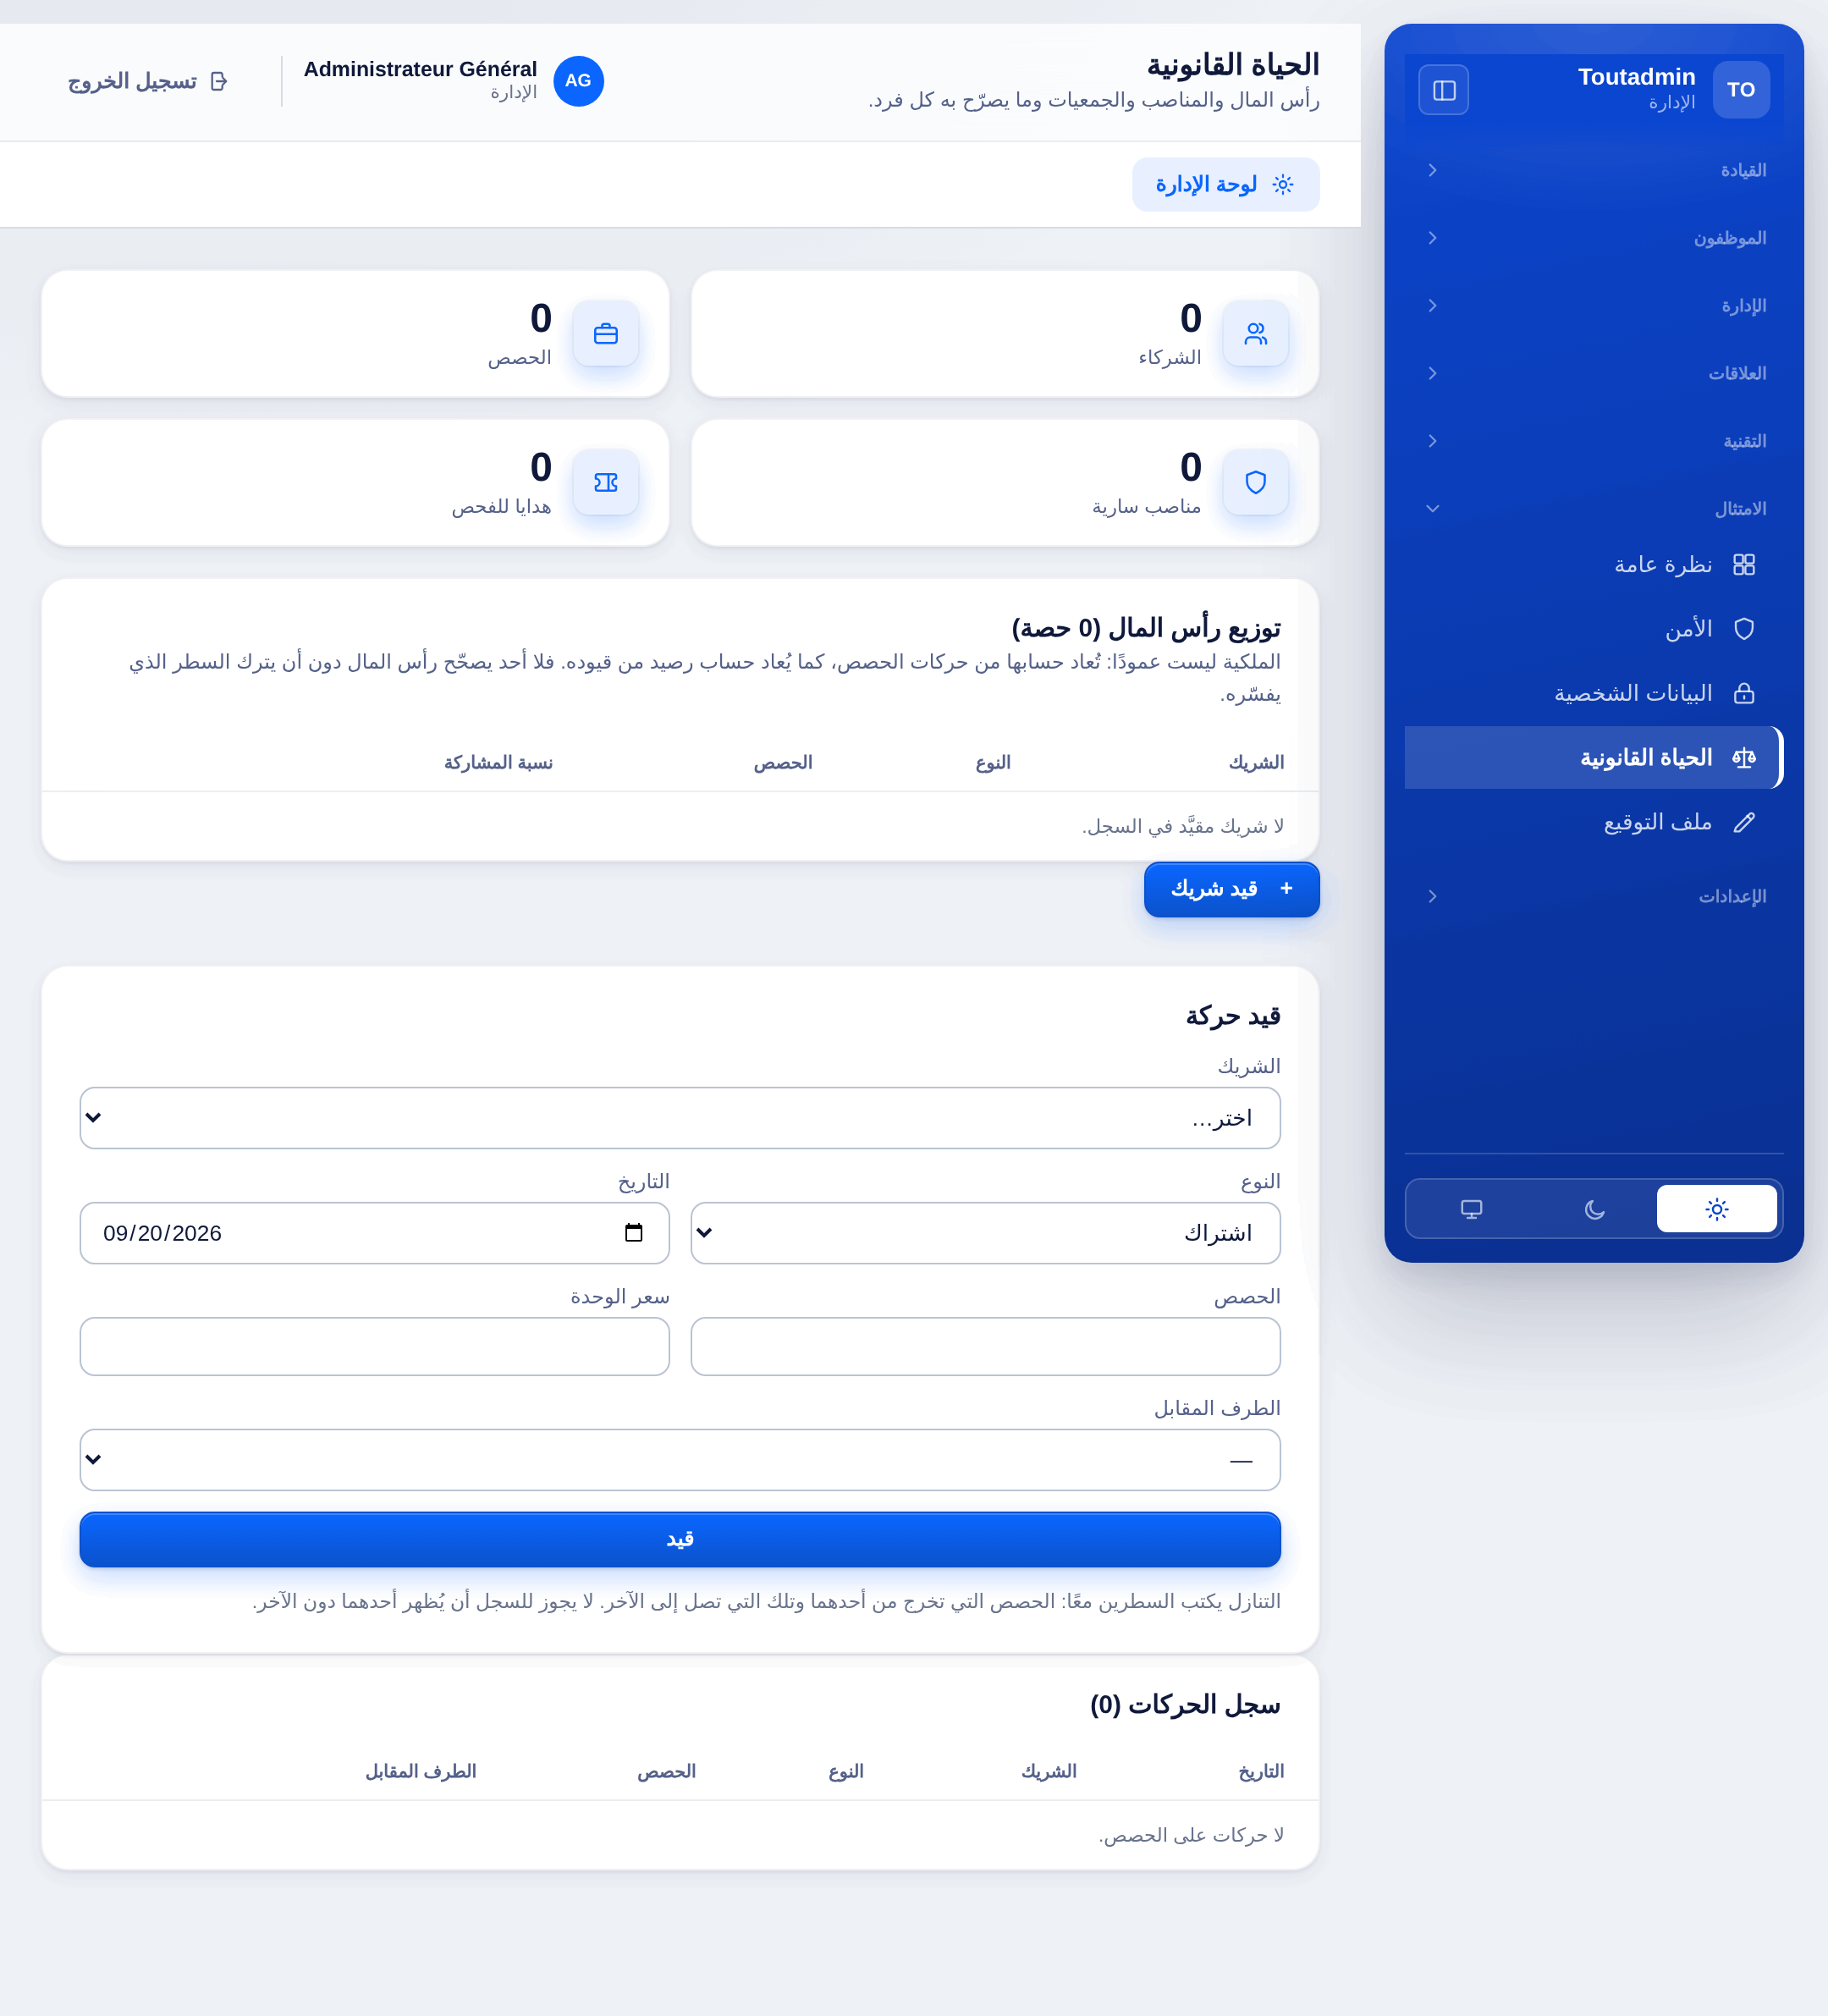 TO
Toutadmin
الإدارة
القيادة
الموظفون
الإدارة
العلاقات
التقنية
الامتثال
نظرة عامة
الأمن
البيانات الشخصية
الحياة القانونية
ملف التوقيع
الإعدادات
الحياة القانونية
رأس المال والمناصب والجمعيات وما يصرّح به كل فرد.
AG
Administrateur Général
الإدارة
تسجيل الخروج
لوحة الإدارة
0
الشركاء
0
الحصص
0
مناصب سارية
0
هدايا للفحص
توزيع رأس المال (0 حصة)
الملكية ليست عمودًا: تُعاد حسابها من حركات الحصص، كما يُعاد حساب رصيد من قيوده. فلا أحد يصحّح رأس المال دون أن يترك السطر الذي
يفسّره.
الشريك النوع الحصص نسبة المشاركة
لا شريك مقيَّد في السجل.
+ قيد شريك
قيد حركة
الشريك
اختر...
النوع
اشتراك
التاريخ
09/20/2026
الحصص
سعر الوحدة
الطرف المقابل
—
قيد
التنازل يكتب السطرين معًا: الحصص التي تخرج من أحدهما وتلك التي تصل إلى الآخر. لا يجوز للسجل أن يُظهر أحدهما دون الآخر.
سجل الحركات (0)
التاريخ الشريك النوع الحصص الطرف المقابل
لا حركات على الحصص.